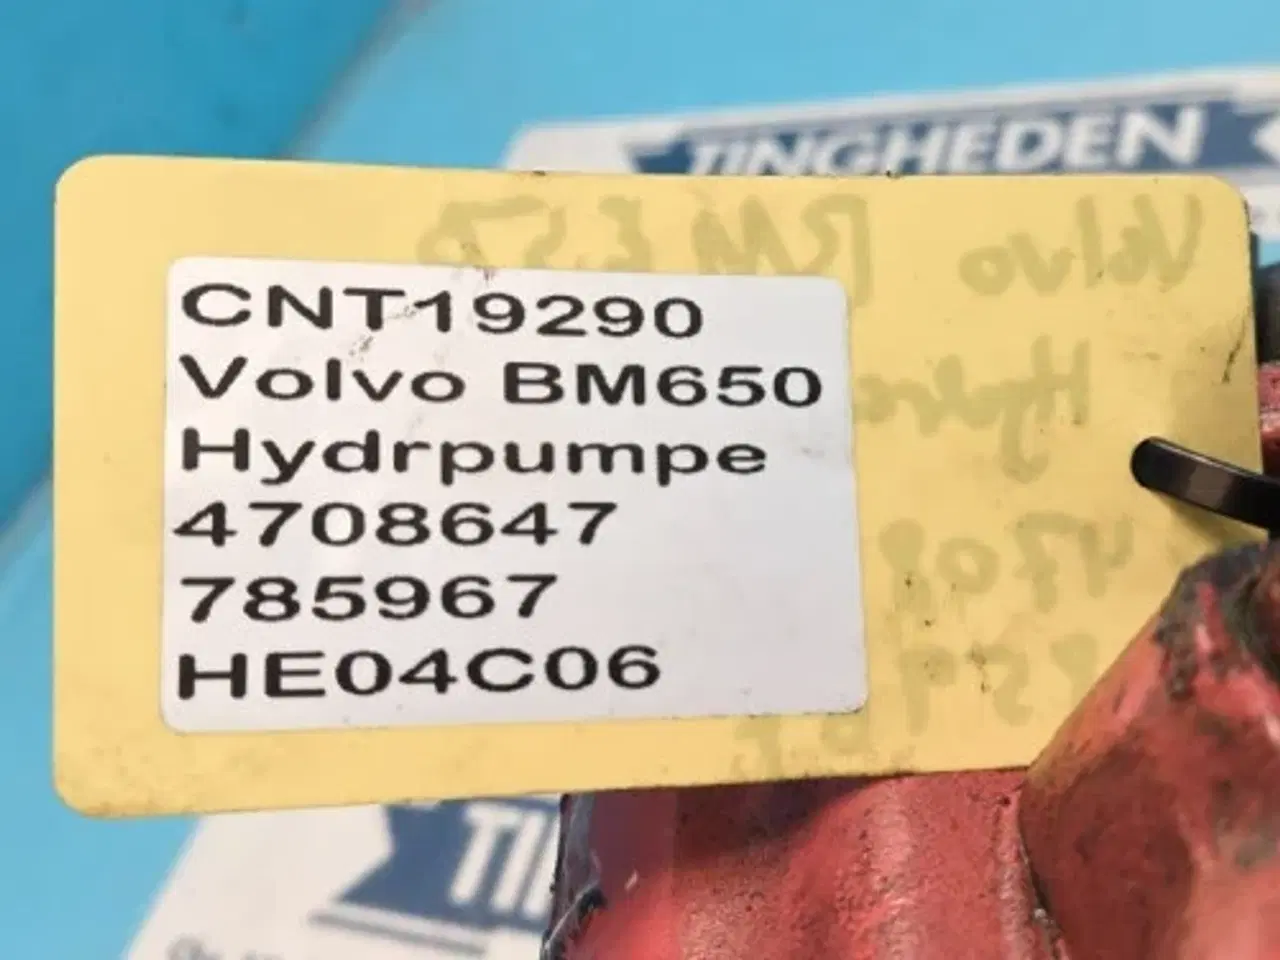 TINGHEDEN
CNT19290
Volvo BM650
Hydrpumpe
4708647
785967
HE04C06